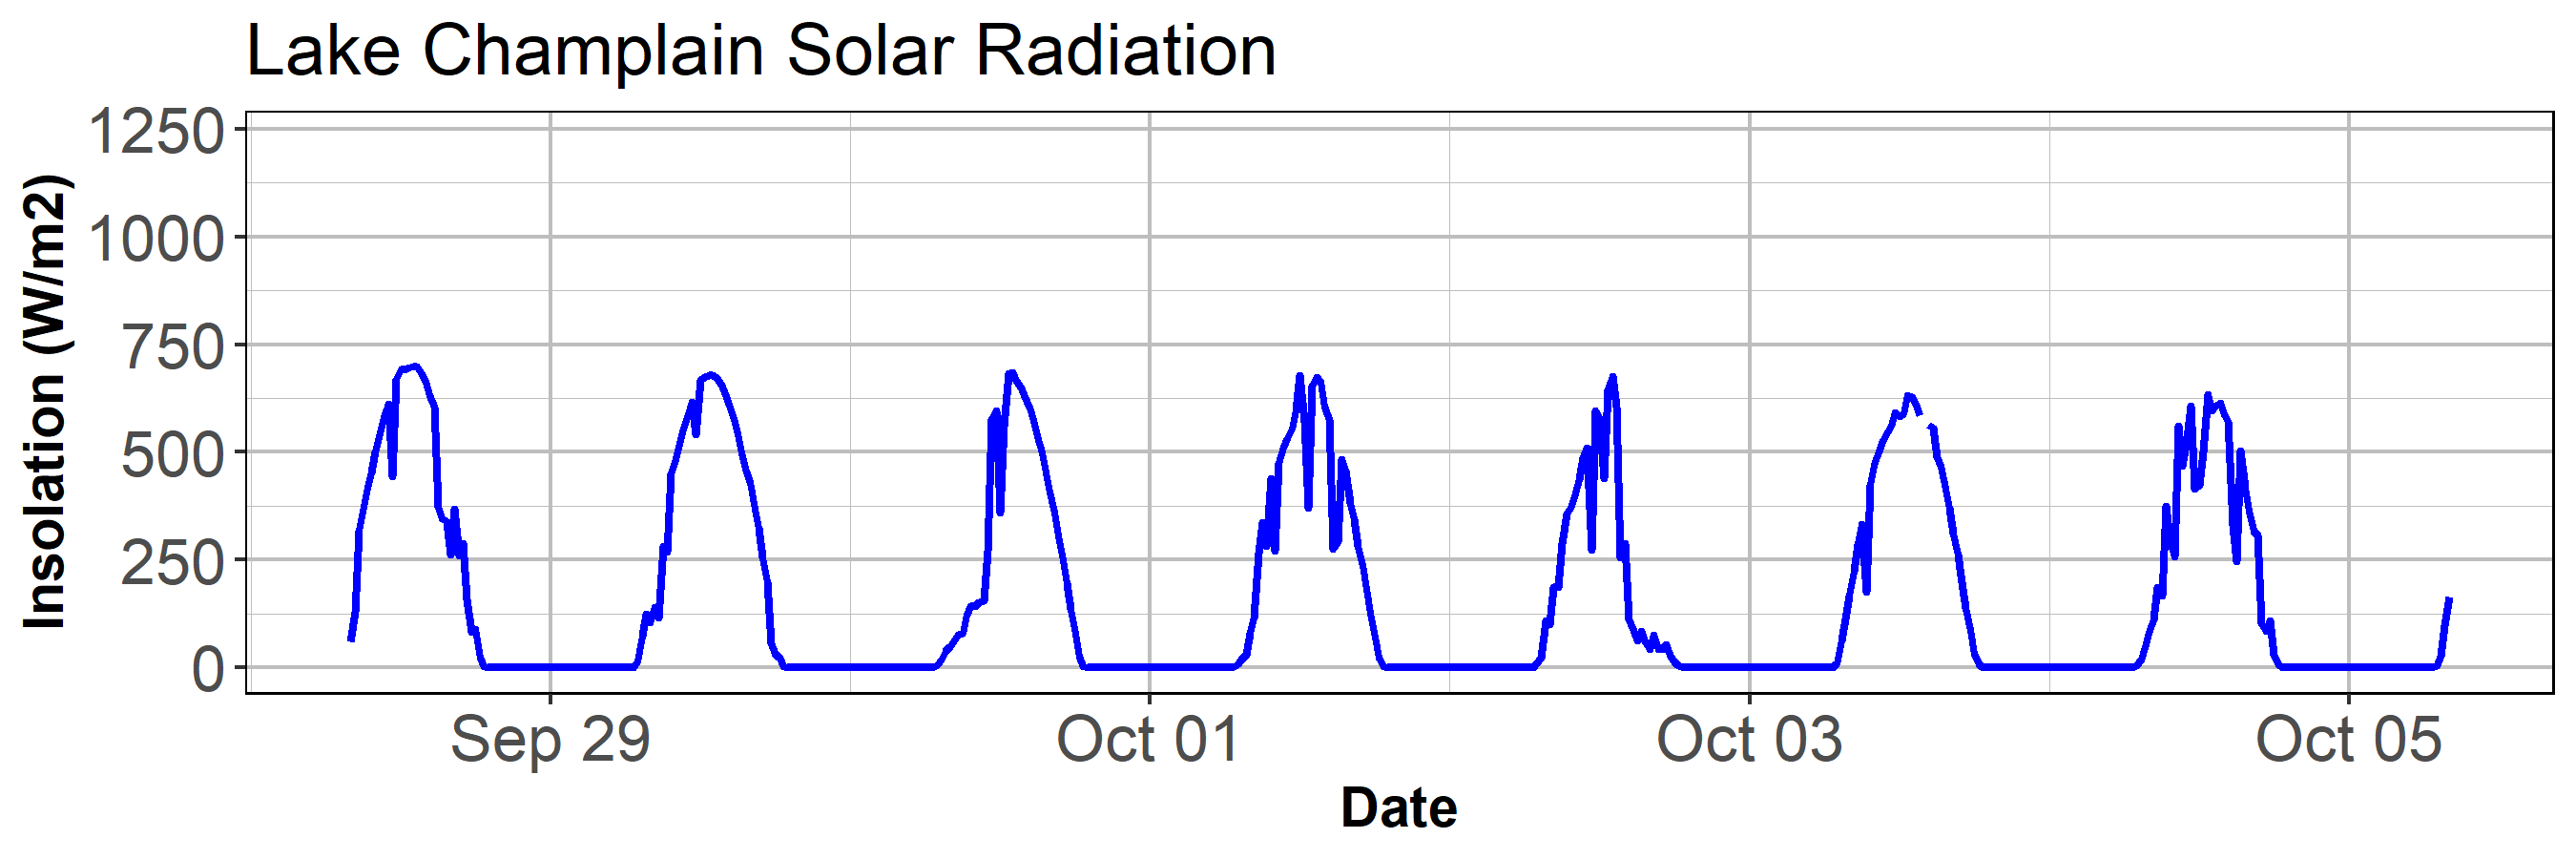 Lake Champlain Solar Radiation
1250
1000
750
500
250
0
Insolation (W/m2)
Sep 29 Oct 01 Oct 03 Oct 05
Date